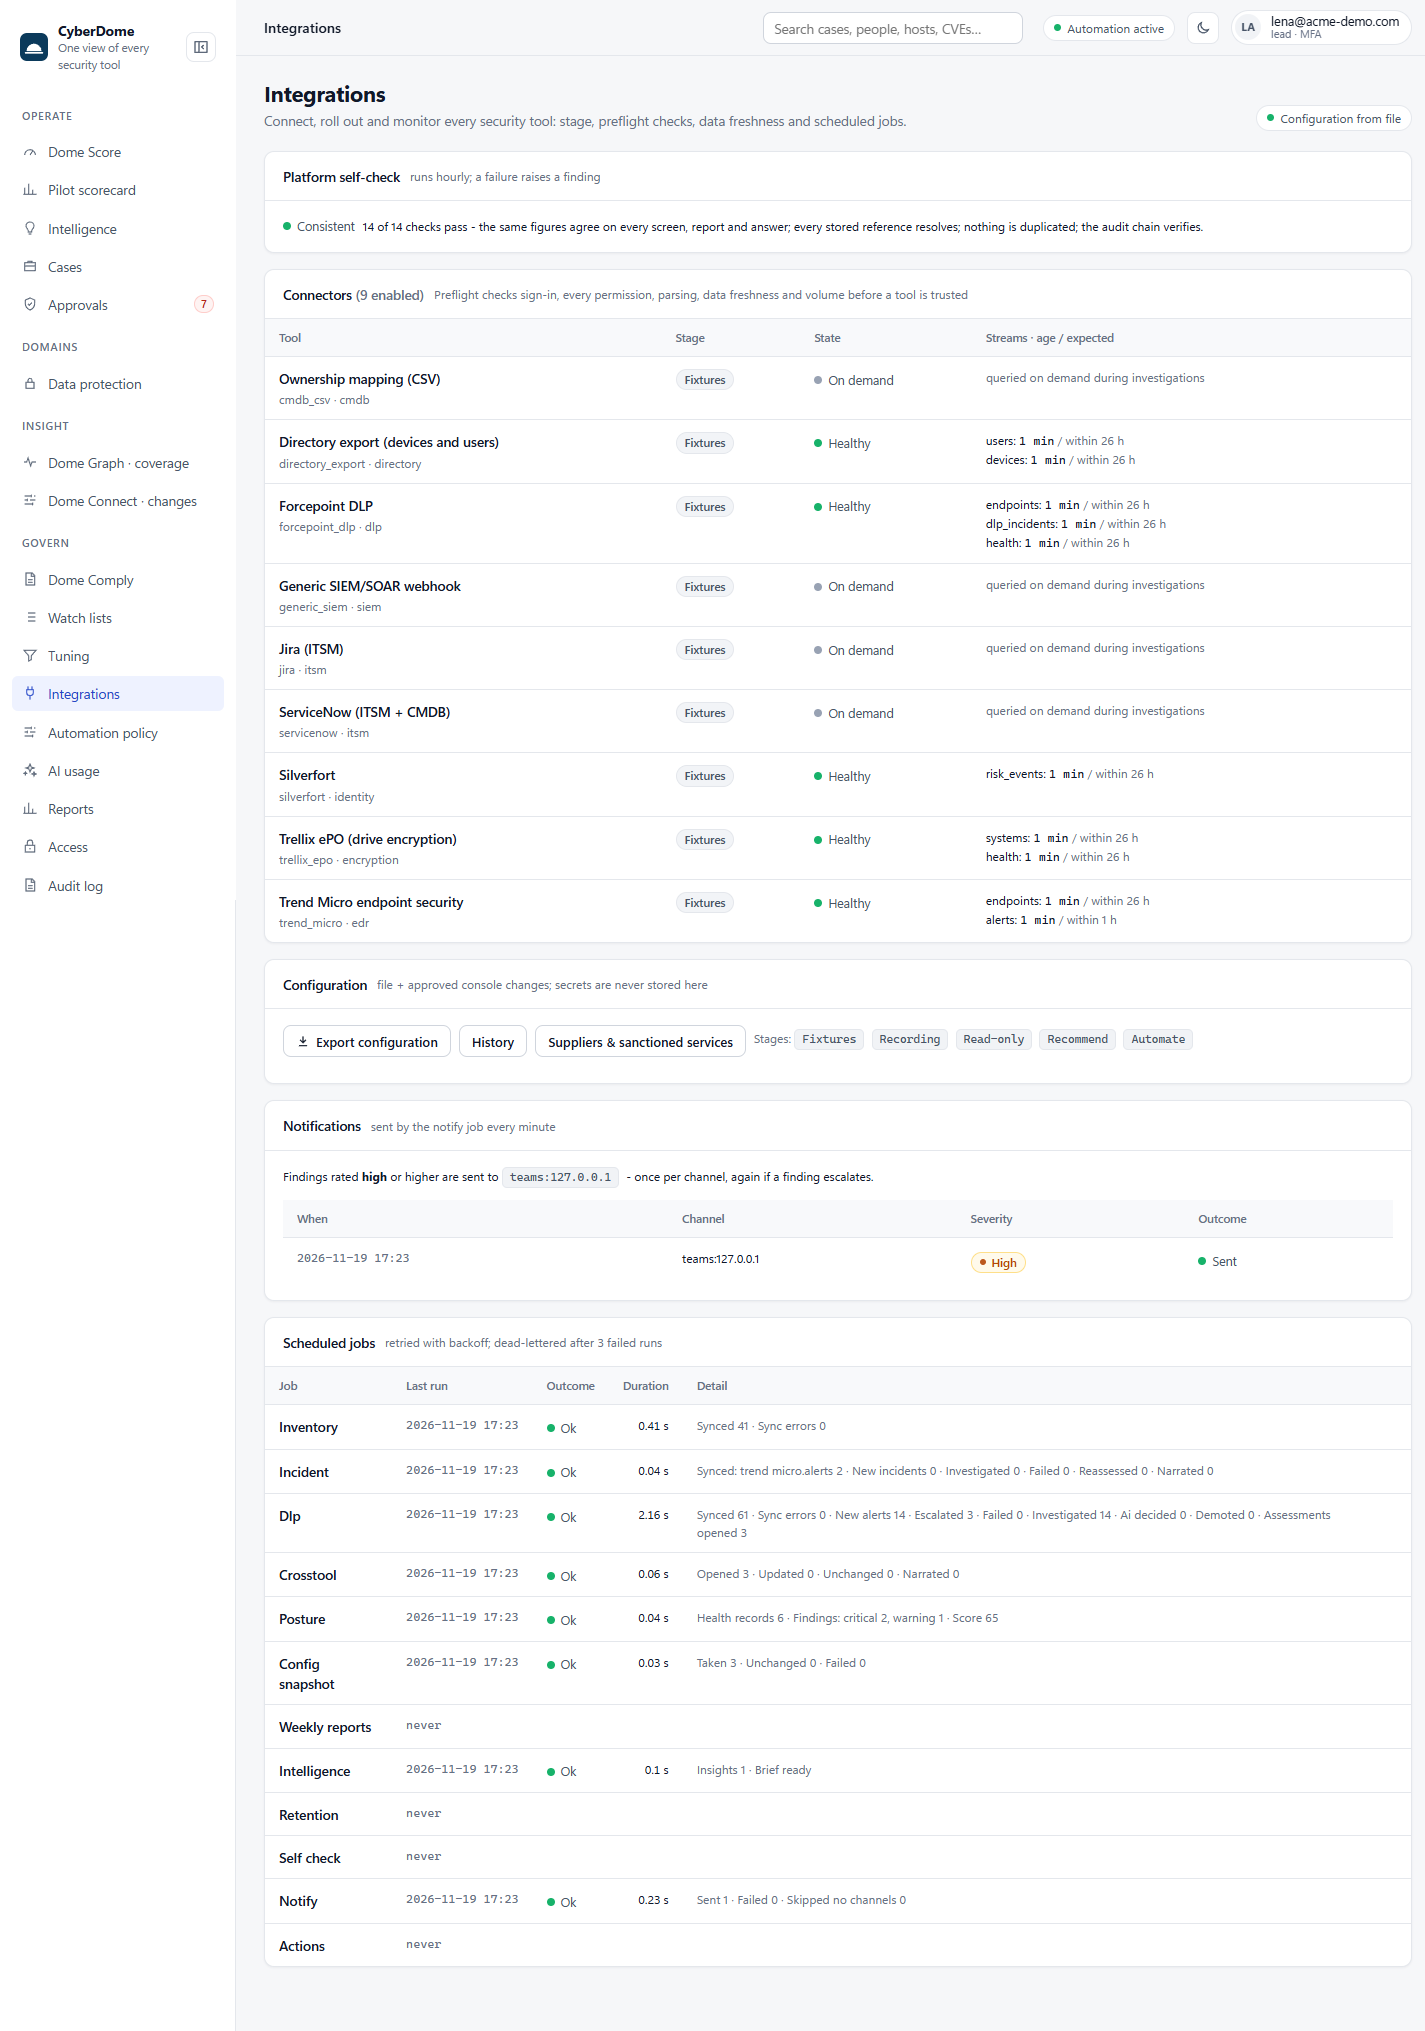 CyberDome
One view of every
security tool
OPERATE
Dome Score
Pilot scorecard
Intelligence
Cases
Approvals 7
DOMAINS
Data protection
INSIGHT
Dome Graph · coverage
Dome Connect · changes
GOVERN
Dome Comply
Watch lists
Tuning
Integrations
Automation policy
AI usage
Reports
Access
Audit log
Integrations
Search cases, people, hosts, CVEs...
Automation active
LA
lena@acme-demo.com
lead · MFA
Integrations
Connect, roll out and monitor every security tool: stage, preflight checks, data freshness and scheduled jobs.
Configuration from file
Platform self-check runs hourly; a failure raises a finding
Consistent 14 of 14 checks pass - the same figures agree on every screen, report and answer; every stored reference resolves; nothing is duplicated; the audit chain verifies.
Connectors (9 enabled) Preflight checks sign-in, every permission, parsing, data freshness and volume before a tool is trusted
Tool Stage State Streams · age / expected
Ownership mapping (CSV) Fixtures On demand queried on demand during investigations
cmdb_csv · cmdb
Directory export (devices and users) Fixtures Healthy users: 1 min / within 26 h
directory_export · directory devices: 1 min / within 26 h
Forcepoint DLP Fixtures Healthy endpoints: 1 min / within 26 h
forcepoint_dlp · dlp dlp_incidents: 1 min / within 26 h
health: 1 min / within 26 h
Generic SIEM/SOAR webhook Fixtures On demand queried on demand during investigations
generic_siem · siem
Jira (ITSM) Fixtures On demand queried on demand during investigations
jira · itsm
ServiceNow (ITSM + CMDB) Fixtures On demand queried on demand during investigations
servicenow · itsm
Silverfort Fixtures Healthy risk_events: 1 min / within 26 h
silverfort · identity
Trellix ePO (drive encryption) Fixtures Healthy systems: 1 min / within 26 h
trellix_epo · encryption health: 1 min / within 26 h
Trend Micro endpoint security Fixtures Healthy endpoints: 1 min / within 26 h
trend_micro · edr alerts: 1 min / within 1 h
Configuration file + approved console changes; secrets are never stored here
Export configuration History Suppliers & sanctioned services Stages: Fixtures Recording Read-only Recommend Automate
Notifications sent by the notify job every minute
Findings rated high or higher are sent to teams:127.0.0.1 - once per channel, again if a finding escalates.
When Channel Severity Outcome
2026-11-19 17:23 teams:127.0.0.1 High Sent
Scheduled jobs retried with backoff; dead-lettered after 3 failed runs
Job Last run Outcome Duration Detail
Inventory 2026-11-19 17:23 Ok 0.41 s Synced 41 · Sync errors 0
Incident 2026-11-19 17:23 Ok 0.04 s Synced: trend micro.alerts 2 · New incidents 0 · Investigated 0 · Failed 0 · Reassessed 0 · Narrated 0
Dlp 2026-11-19 17:23 Ok 2.16 s Synced 61 · Sync errors 0 · New alerts 14 · Escalated 3 · Failed 0 · Investigated 14 · Ai decided 0 · Demoted 0 · Assessments
opened 3
Crosstool 2026-11-19 17:23 Ok 0.06 s Opened 3 · Updated 0 · Unchanged 0 · Narrated 0
Posture 2026-11-19 17:23 Ok 0.04 s Health records 6 · Findings: critical 2, warning 1 · Score 65
Config 2026-11-19 17:23 Ok 0.03 s Taken 3 · Unchanged 0 · Failed 0
snapshot
Weekly reports never
Intelligence 2026-11-19 17:23 Ok 0.1 s Insights 1 · Brief ready
Retention never
Self check never
Notify 2026-11-19 17:23 Ok 0.23 s Sent 1 · Failed 0 · Skipped no channels 0
Actions never